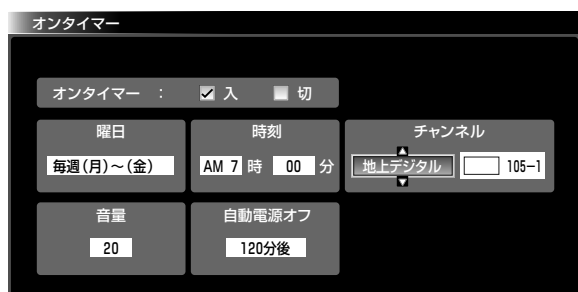 オンタイマー
オンタイマー ： 入 切
曜日 時刻 チャンネル
毎週(月)～(金) AM 7 時 00 分 地上デジタル 105-1
音量 自動電源オフ
20 120分後